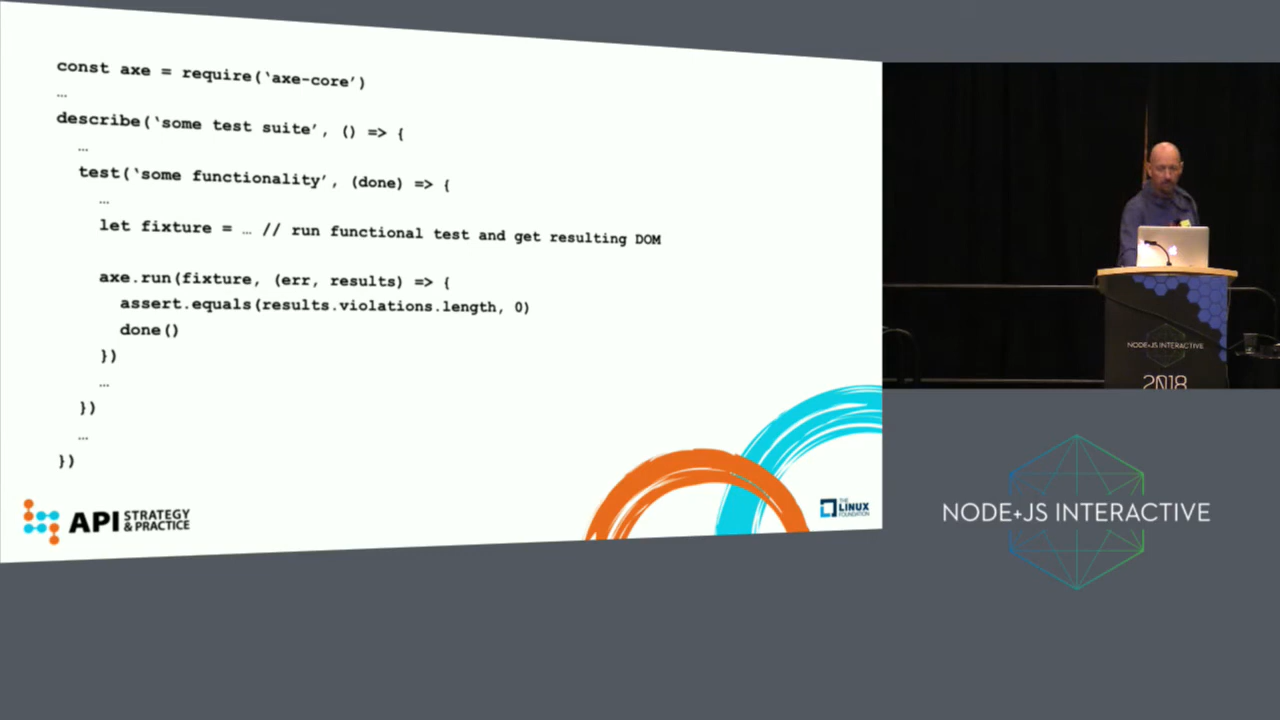 const axe = require(‘axe-core’)
…
describe(‘some test suite’, () => {
…
test(‘some functionality’, (done) => {
…
let fixture = … // run functional test and get resulting DOM
axe.run(fixture, (err, results) => {
assert.equals(results.violations.length, 0)
done()
})
…
})
…
})
API STRATEGY
& PRACTICE
THE
LINUX
FOUNDATION
NODE+JS INTERACTIVE
2018
NODE+JS INTERACTIVE